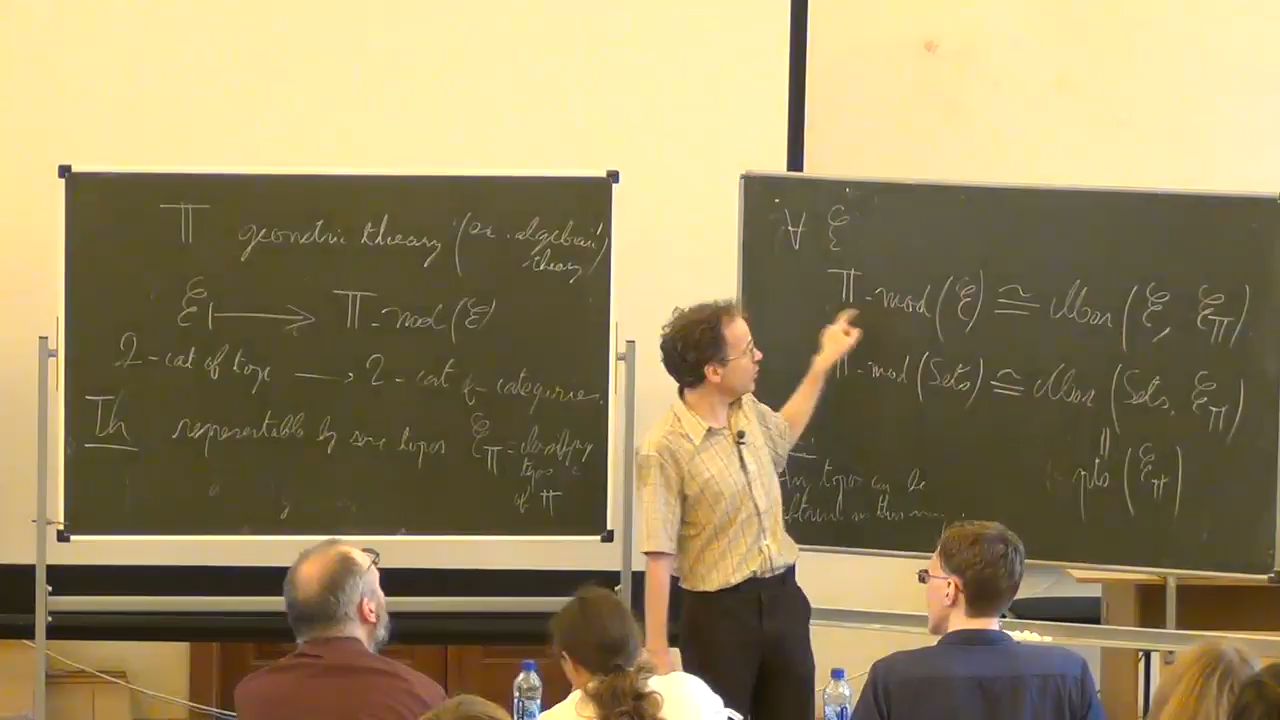 𝕋 geometric theory (or "algebraic" theory)
ℰ ⟼ 𝕋-mod(ℰ)
2-cat of topoi ⟶ 2-cat of categories.
Th representable by some topos ℰ_𝕋 = classifying topos of 𝕋
∀ ℰ
𝕋-mod(ℰ) ≅ Mor(ℰ, ℰ_𝕋)
𝕋-mod(Sets) ≅ Mor(Sets, ℰ_𝕋)
||
pts(ℰ_𝕋)
Any topos can be
obtained in this way.